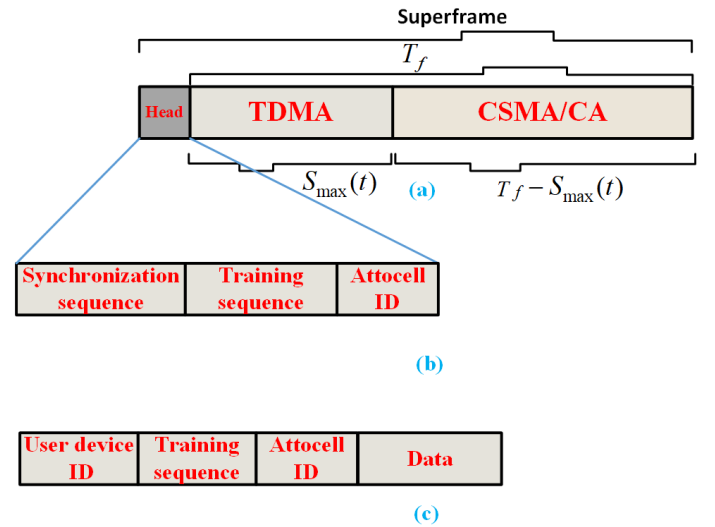 Superframe
T_f
Head
TDMA
CSMA/CA
S_max(t)
(a)
T_f − S_max(t)
Synchronization
sequence
Training
sequence
Attocell
ID
(b)
User device
ID
Training
sequence
Attocell
ID
Data
(c)